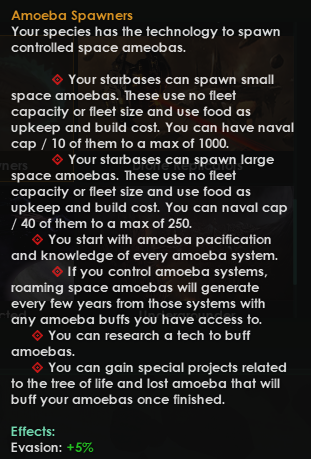 Amoeba Spawners
Your species has the technology to spawn
controlled space ameobas.
Your starbases can spawn small
space amoebas. These use no fleet
capacity or fleet size and use food as
upkeep and build cost. You can have naval
cap / 10 of them to a max of 1000.
Your starbases can spawn large
space amoebas. These use no fleet
capacity or fleet size and use food as
upkeep and build cost. You can naval cap
/ 40 of them to a max of 250.
You start with amoeba pacification
and knowledge of every amoeba system.
If you control amoeba systems,
roaming space amoebas will generate
every few years from those systems with
any amoeba buffs you have access to.
You can research a tech to buff
amoebas.
You can gain special projects related
to the tree of life and lost amoeba that will
buff your amoebas once finished.
Effects:
Evasion: +5%